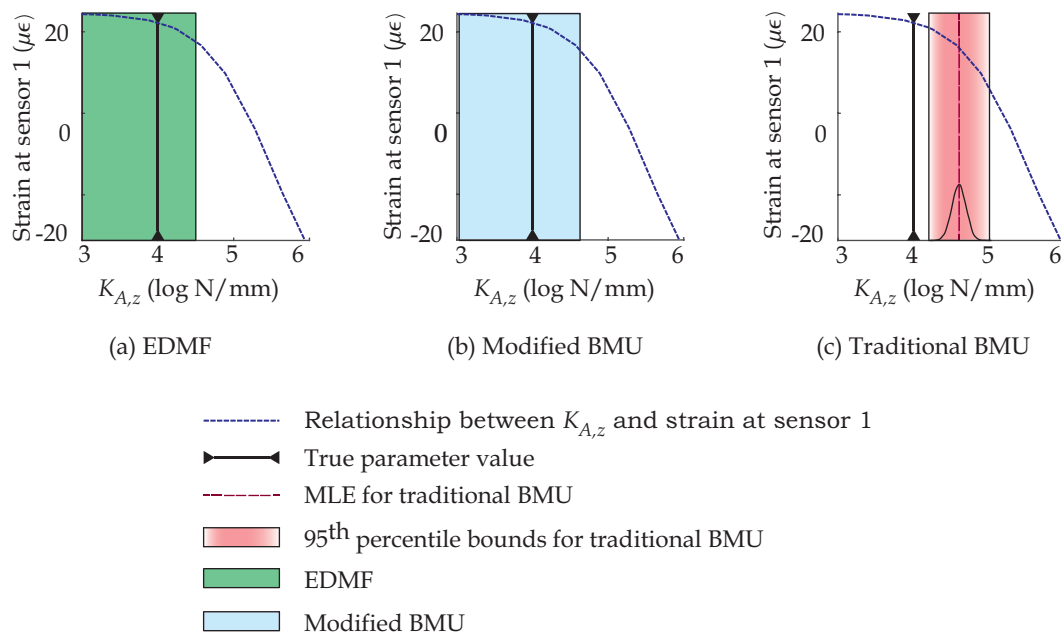 Strain at sensor 1 (με)
20
0
-20
3 4 5 6
K_{A,z} (log N/mm)
(a) EDMF
Strain at sensor 1 (με)
20
0
-20
3 4 5 6
K_{A,z} (log N/mm)
(b) Modified BMU
Strain at sensor 1 (με)
20
0
-20
3 4 5 6
K_{A,z} (log N/mm)
(c) Traditional BMU
Relationship between K_{A,z} and strain at sensor 1
True parameter value
MLE for traditional BMU
95th percentile bounds for traditional BMU
EDMF
Modified BMU